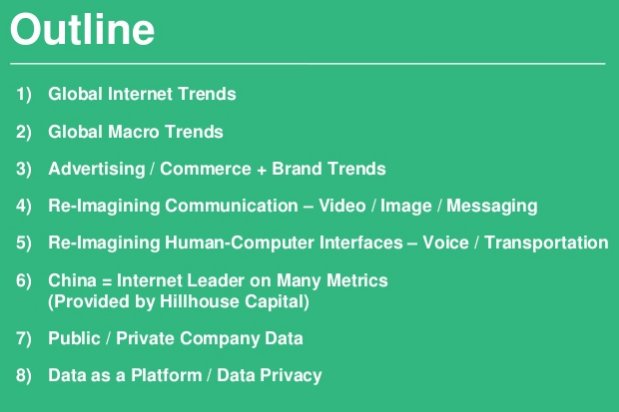 Outline
1) Global Internet Trends
2) Global Macro Trends
3) Advertising / Commerce + Brand Trends
4) Re-Imagining Communication – Video / Image / Messaging
5) Re-Imagining Human-Computer Interfaces – Voice / Transportation
6) China = Internet Leader on Many Metrics
(Provided by Hillhouse Capital)
7) Public / Private Company Data
8) Data as a Platform / Data Privacy